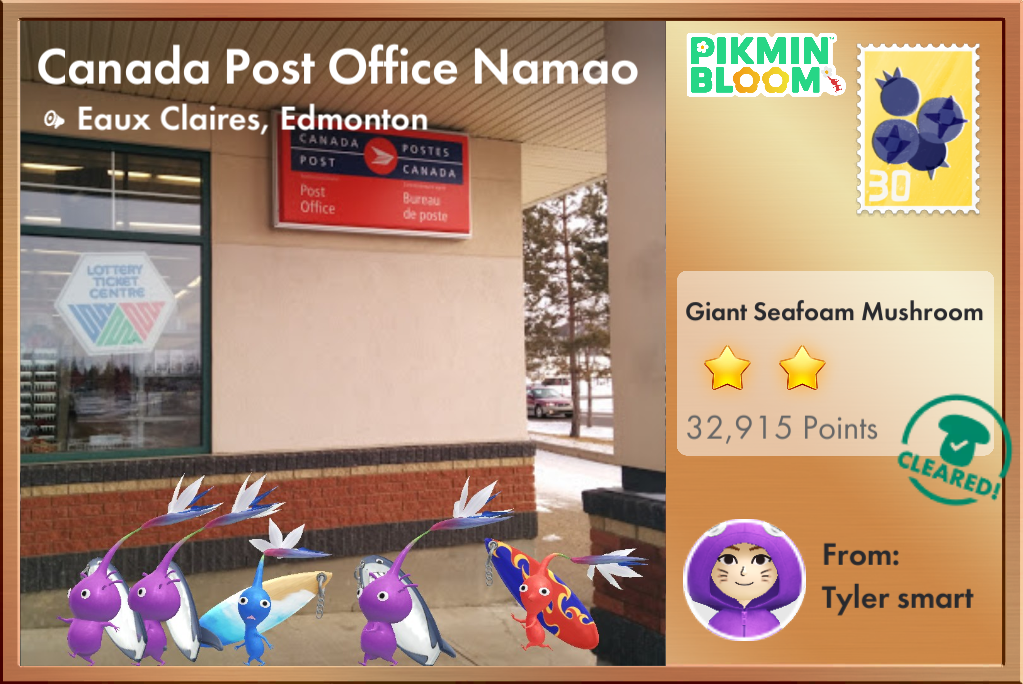 Canada Post Office Namao
Eaux Claires, Edmonton
CANADA POST
POSTES CANADA
Post Office
Bureau de poste
LOTTERY
TICKET
CENTRE
PIKMIN
BLOOM
30
Giant Seafoam Mushroom
32,915 Points
CLEARED!
From:
Tyler smart